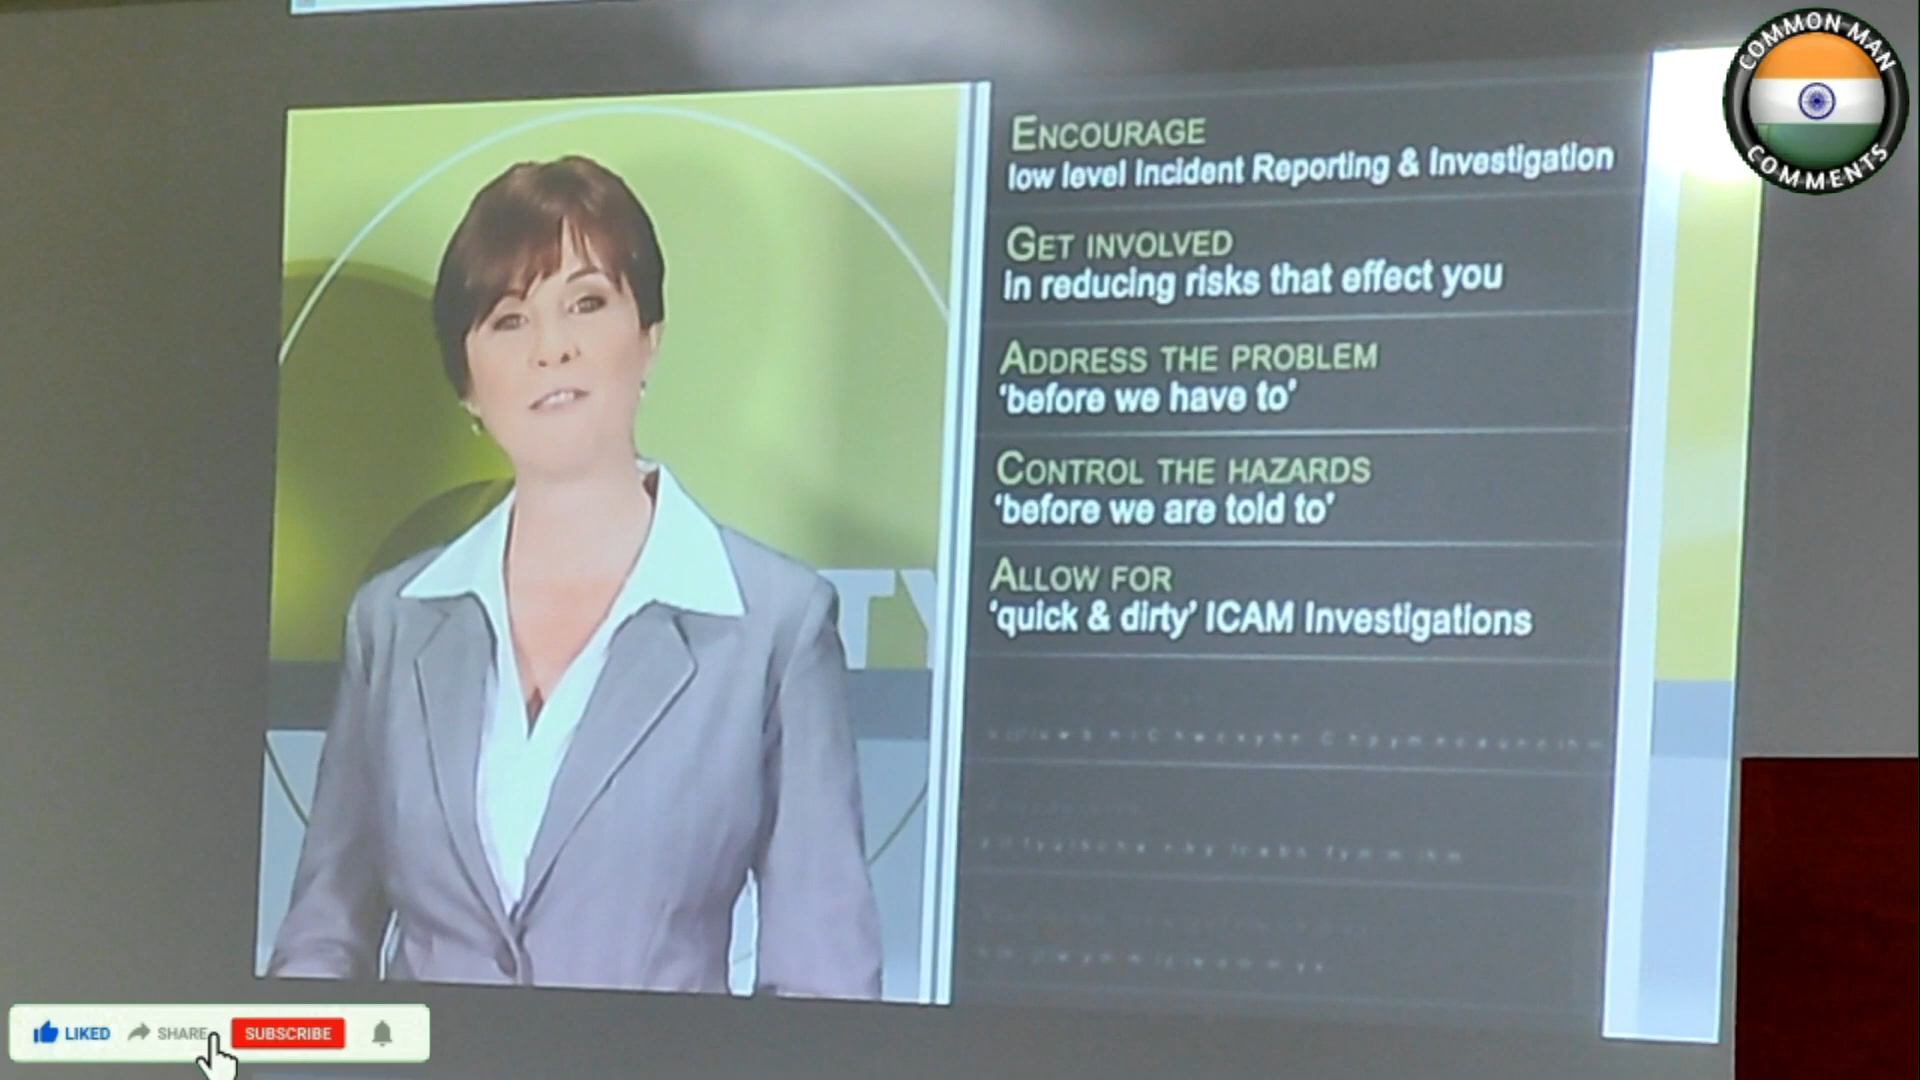 COMMON MAN
COMMENTS
ENCOURAGE
low level Incident Reporting & Investigation
GET INVOLVED
in reducing risks that effect you
ADDRESS THE PROBLEM
‘before we have to’
CONTROL THE HAZARDS
‘before we are told to’
ALLOW FOR
‘quick & dirty’ ICAM Investigations
TY
LIKED SHARE SUBSCRIBE